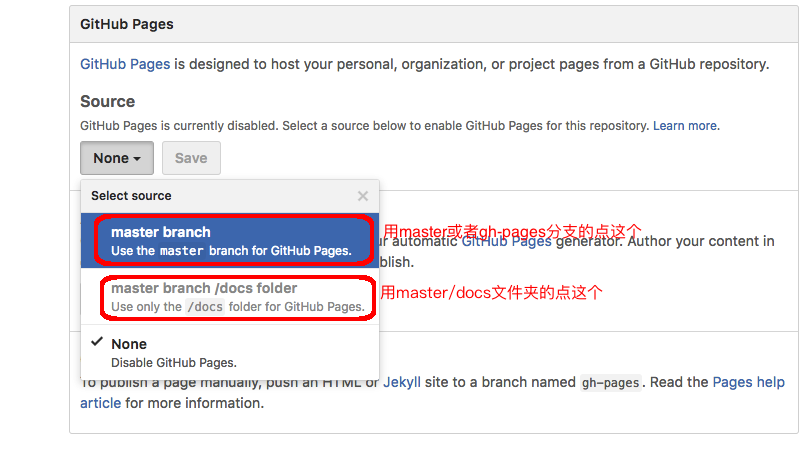 GitHub Pages
GitHub Pages is designed to host your personal, organization, or project pages from a GitHub repository.
Source
GitHub Pages is currently disabled. Select a source below to enable GitHub Pages for this repository. Learn more.
None
Save
Select source
master branch
用master或者gh-pages分支的点这个
Use the master branch for GitHub Pages.
automatic GitHub Pages generator. Author your content in
master branch /docs folder
用master/docs文件夹的点这个
Use only the /docs folder for GitHub Pages.
None
Disable GitHub Pages.
To publish a page manually, push an HTML or Jekyll site to a branch named gh-pages. Read the Pages help
article for more information.